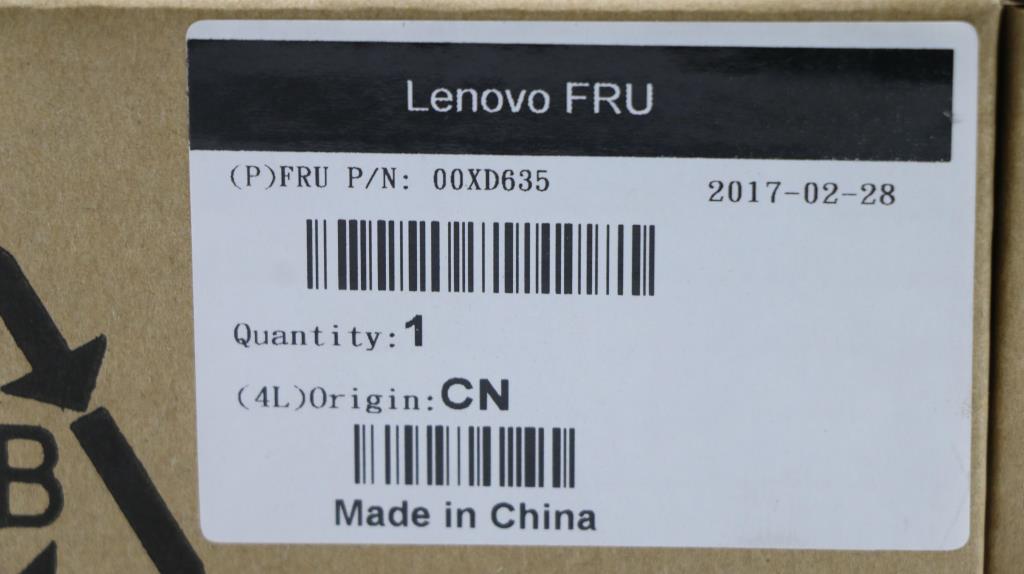 Lenovo FRU
(P)FRU P/N: 00XD635
2017-02-28
Quantity:1
(4L)Origin:CN
Made in China
B